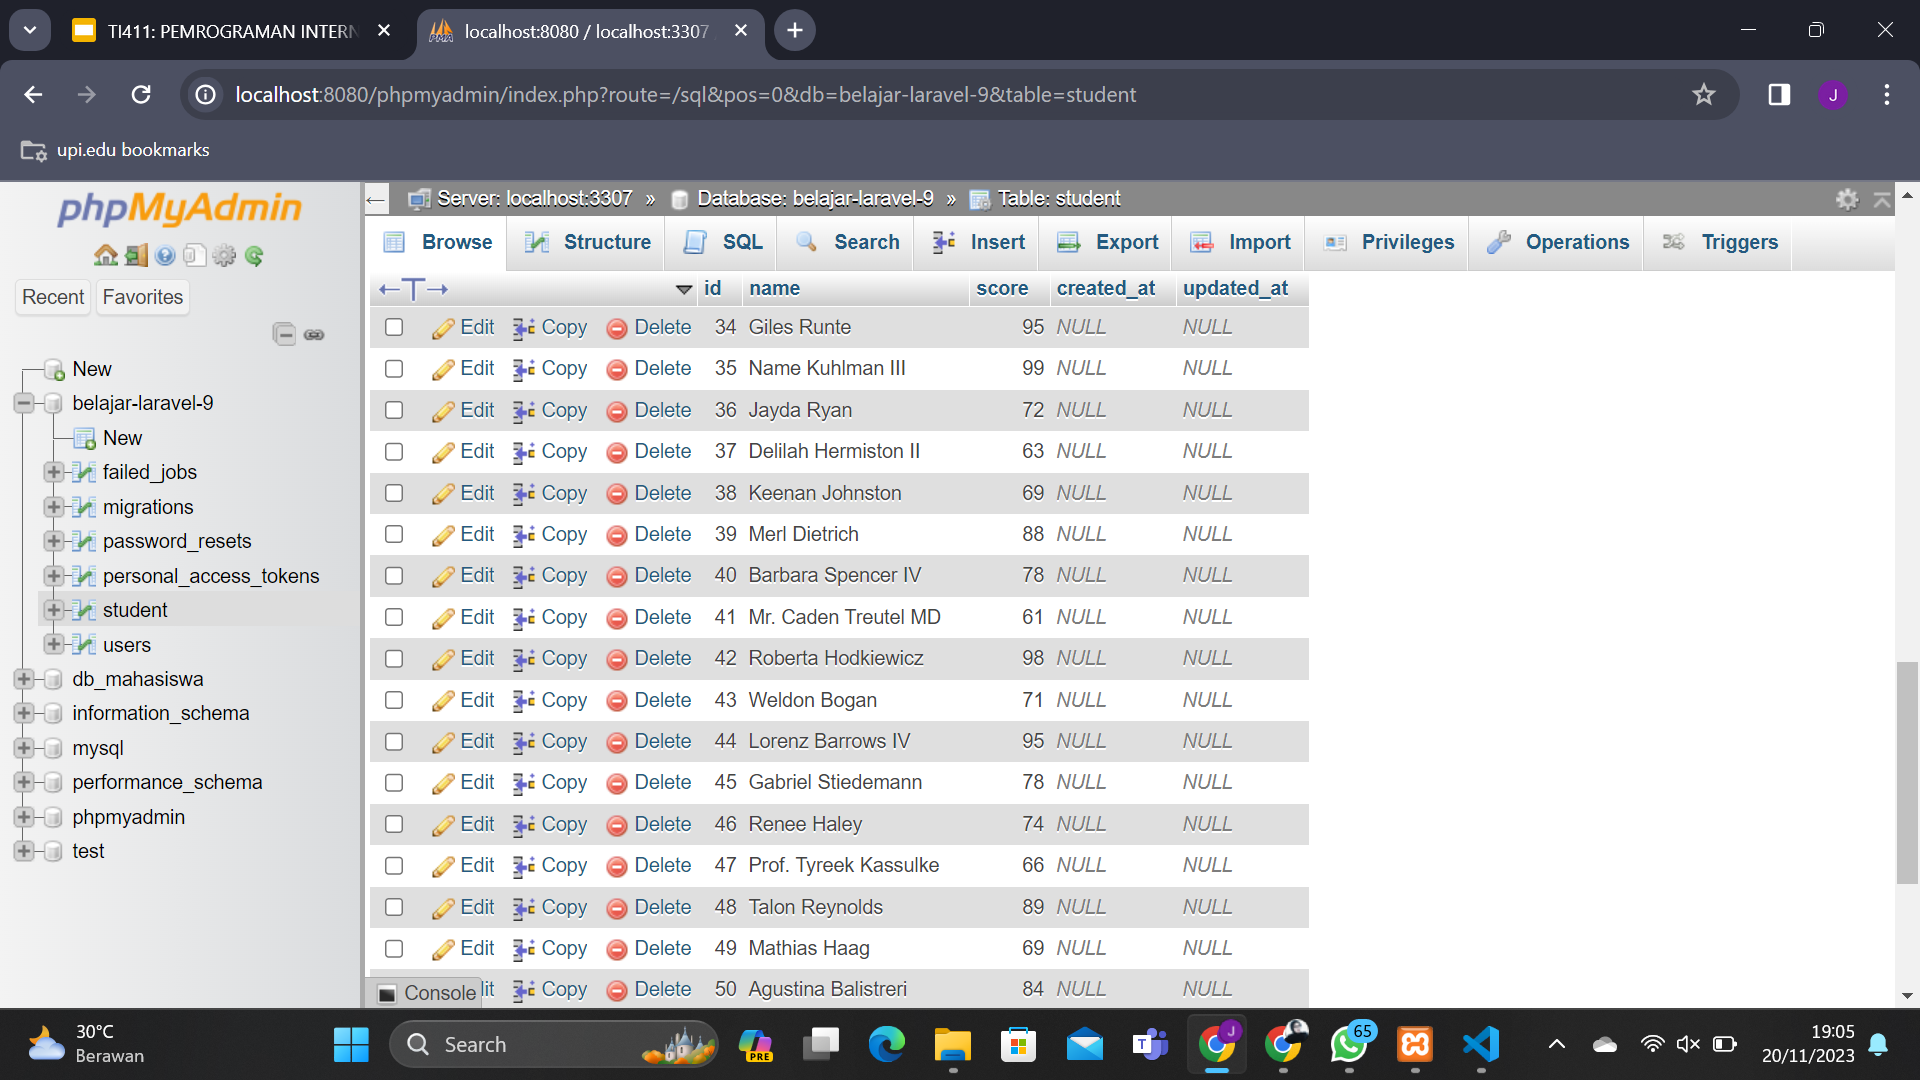 TI411: PEMROGRAMAN INTERN
localhost:8080 / localhost:3307
localhost:8080/phpmyadmin/index.php?route=/sql&pos=0&db=belajar-laravel-9&table=student
J
upi.edu bookmarks
phpMyAdmin
Recent Favorites
New
belajar-laravel-9
New
failed_jobs
migrations
password_resets
personal_access_tokens
student
users
db_mahasiswa
information_schema
mysql
performance_schema
phpmyadmin
test
Server: localhost:3307 » Database: belajar-laravel-9 » Table: student
Browse Structure SQL Search Insert Export Import Privileges Operations Triggers
←T→ id name score created_at updated_at
Edit Copy Delete 34 Giles Runte 95 NULL NULL
Edit Copy Delete 35 Name Kuhlman III 99 NULL NULL
Edit Copy Delete 36 Jayda Ryan 72 NULL NULL
Edit Copy Delete 37 Delilah Hermiston II 63 NULL NULL
Edit Copy Delete 38 Keenan Johnston 69 NULL NULL
Edit Copy Delete 39 Merl Dietrich 88 NULL NULL
Edit Copy Delete 40 Barbara Spencer IV 78 NULL NULL
Edit Copy Delete 41 Mr. Caden Treutel MD 61 NULL NULL
Edit Copy Delete 42 Roberta Hodkiewicz 98 NULL NULL
Edit Copy Delete 43 Weldon Bogan 71 NULL NULL
Edit Copy Delete 44 Lorenz Barrows IV 95 NULL NULL
Edit Copy Delete 45 Gabriel Stiedemann 78 NULL NULL
Edit Copy Delete 46 Renee Haley 74 NULL NULL
Edit Copy Delete 47 Prof. Tyreek Kassulke 66 NULL NULL
Edit Copy Delete 48 Talon Reynolds 89 NULL NULL
Edit Copy Delete 49 Mathias Haag 69 NULL NULL
Console lit Copy Delete 50 Agustina Balistreri 84 NULL NULL
30°C
Berawan
Search
PRE
J
65
19:05
20/11/2023